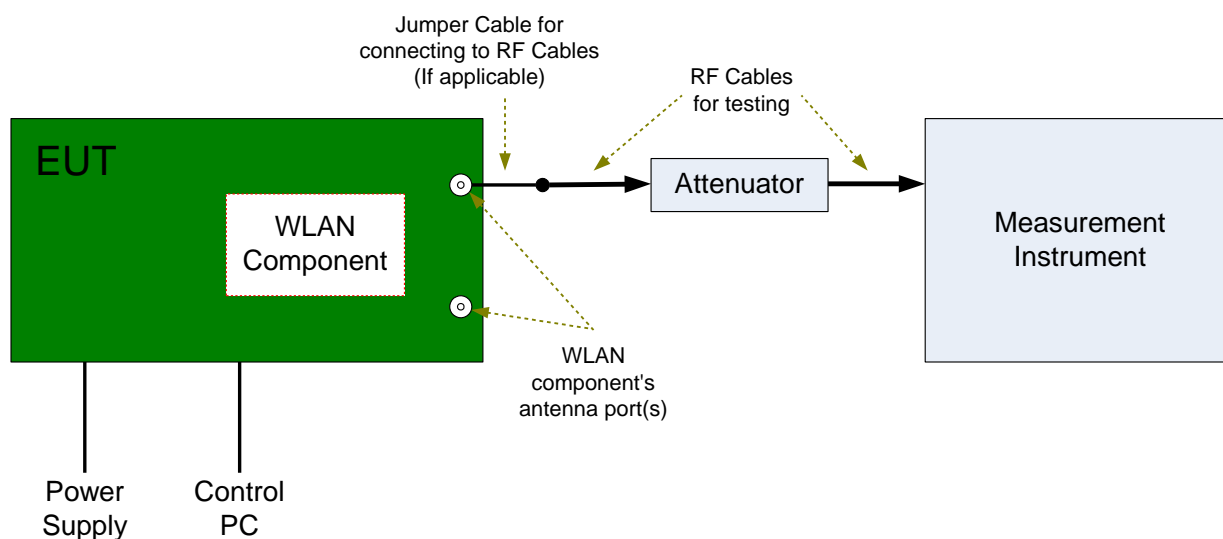 Jumper Cable for
connecting to RF Cables
(If applicable)
RF Cables
for testing
EUT
WLAN
Component
Attenuator
Measurement
Instrument
WLAN
component's
antenna port(s)
Power
Supply
Control
PC